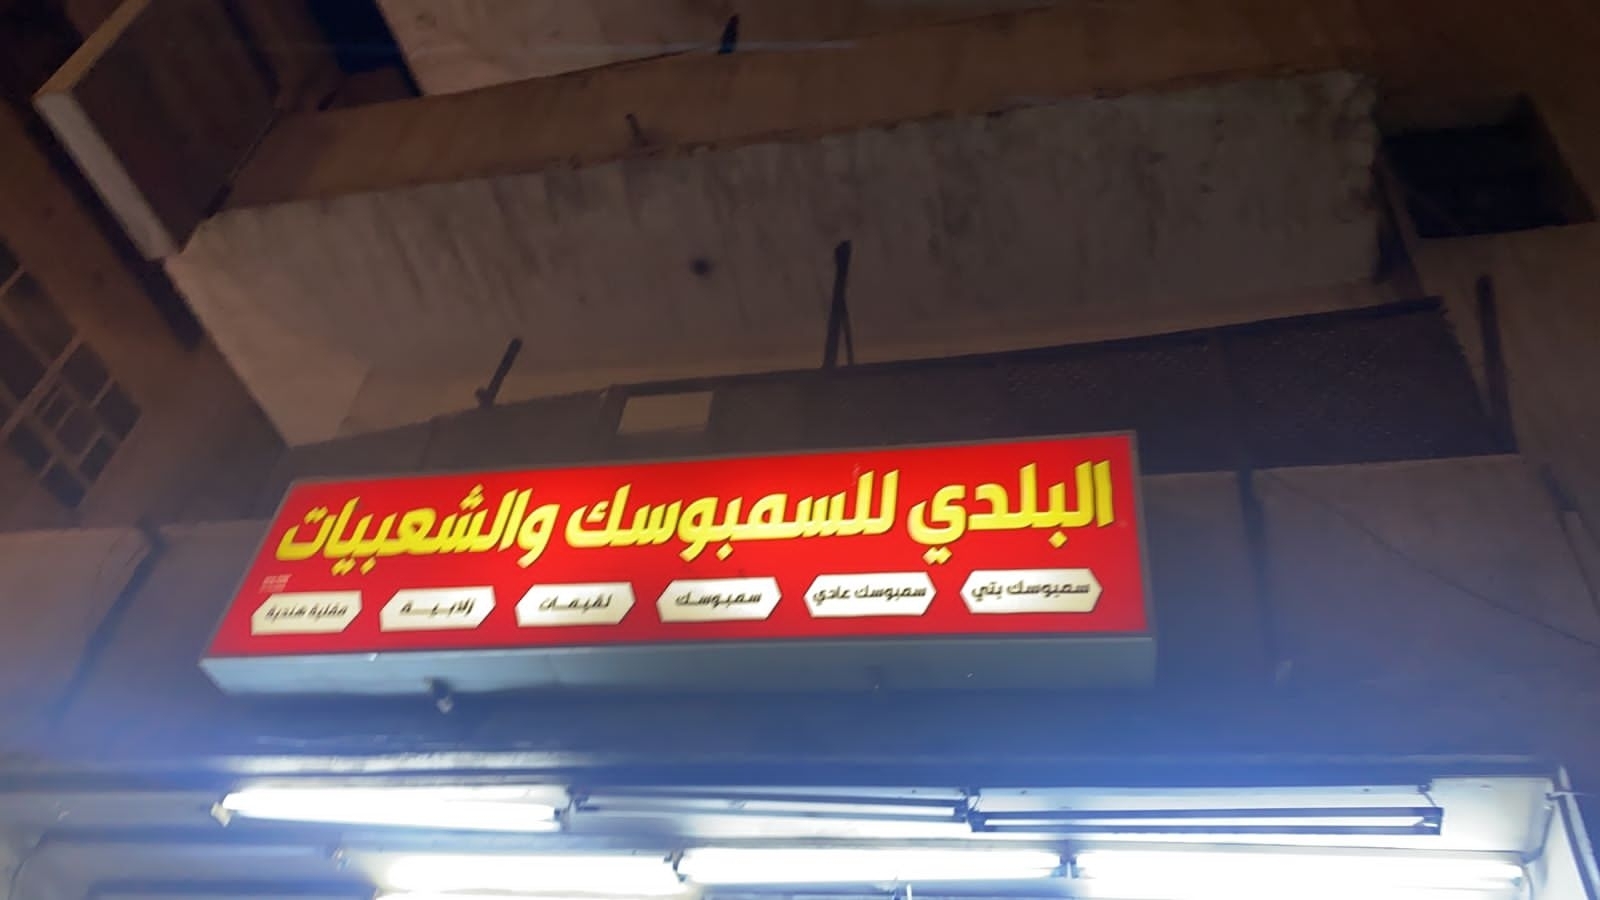 البلدي للسمبوسك والشعبيات
سمبوسك بتي سمبوسك عادي سمبوسك لقيمات زلابية مقلية هندية